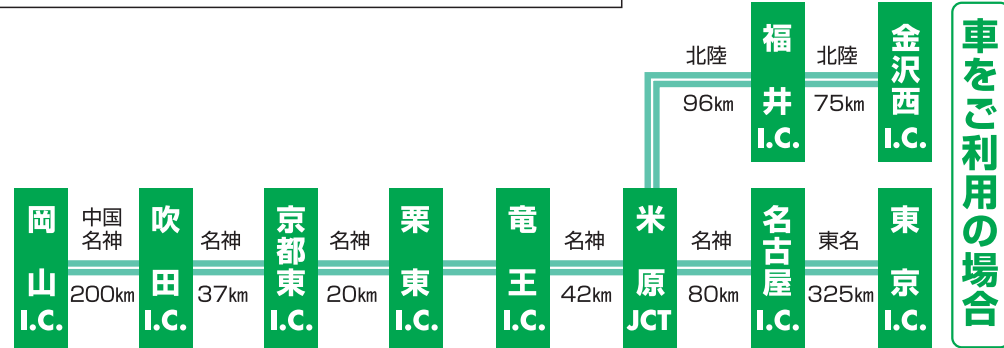 車をご利用の場合
北陸
96km
福井I.C.
北陸
75km
金沢西I.C.
岡山I.C.
中国
名神
200km
吹田I.C.
名神
37km
京都東I.C.
名神
20km
栗東I.C.
竜王I.C.
名神
42km
米原JCT
名神
80km
名古屋I.C.
東名
325km
東京I.C.